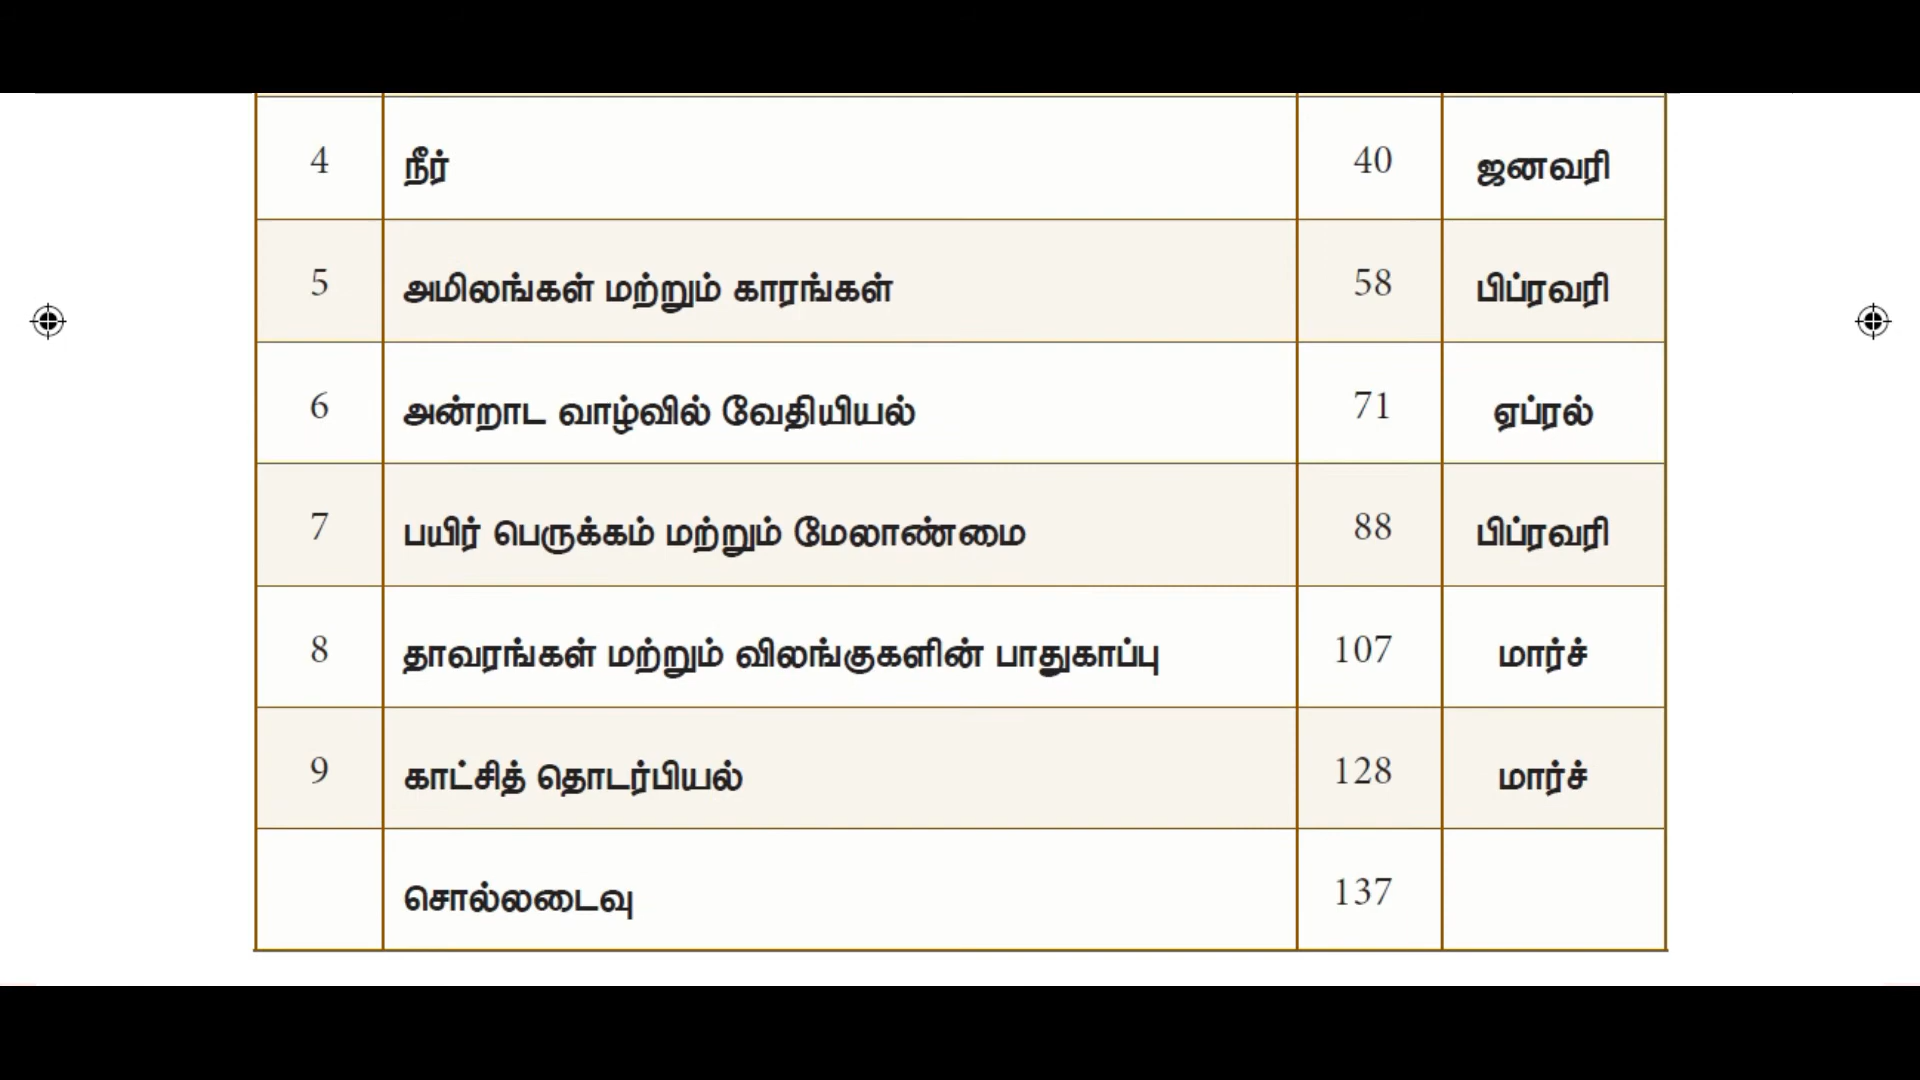 4 நீர் 40 ஜனவரி
5 அமிலங்கள் மற்றும் காரங்கள் 58 பிப்ரவரி
6 அன்றாட வாழ்வில் வேதியியல் 71 ஏப்ரல்
7 பயிர் பெருக்கம் மற்றும் மேலாண்மை 88 பிப்ரவரி
8 தாவரங்கள் மற்றும் விலங்குகளின் பாதுகாப்பு 107 மார்ச்
9 காட்சித் தொடர்பியல் 128 மார்ச்
சொல்லடைவு 137